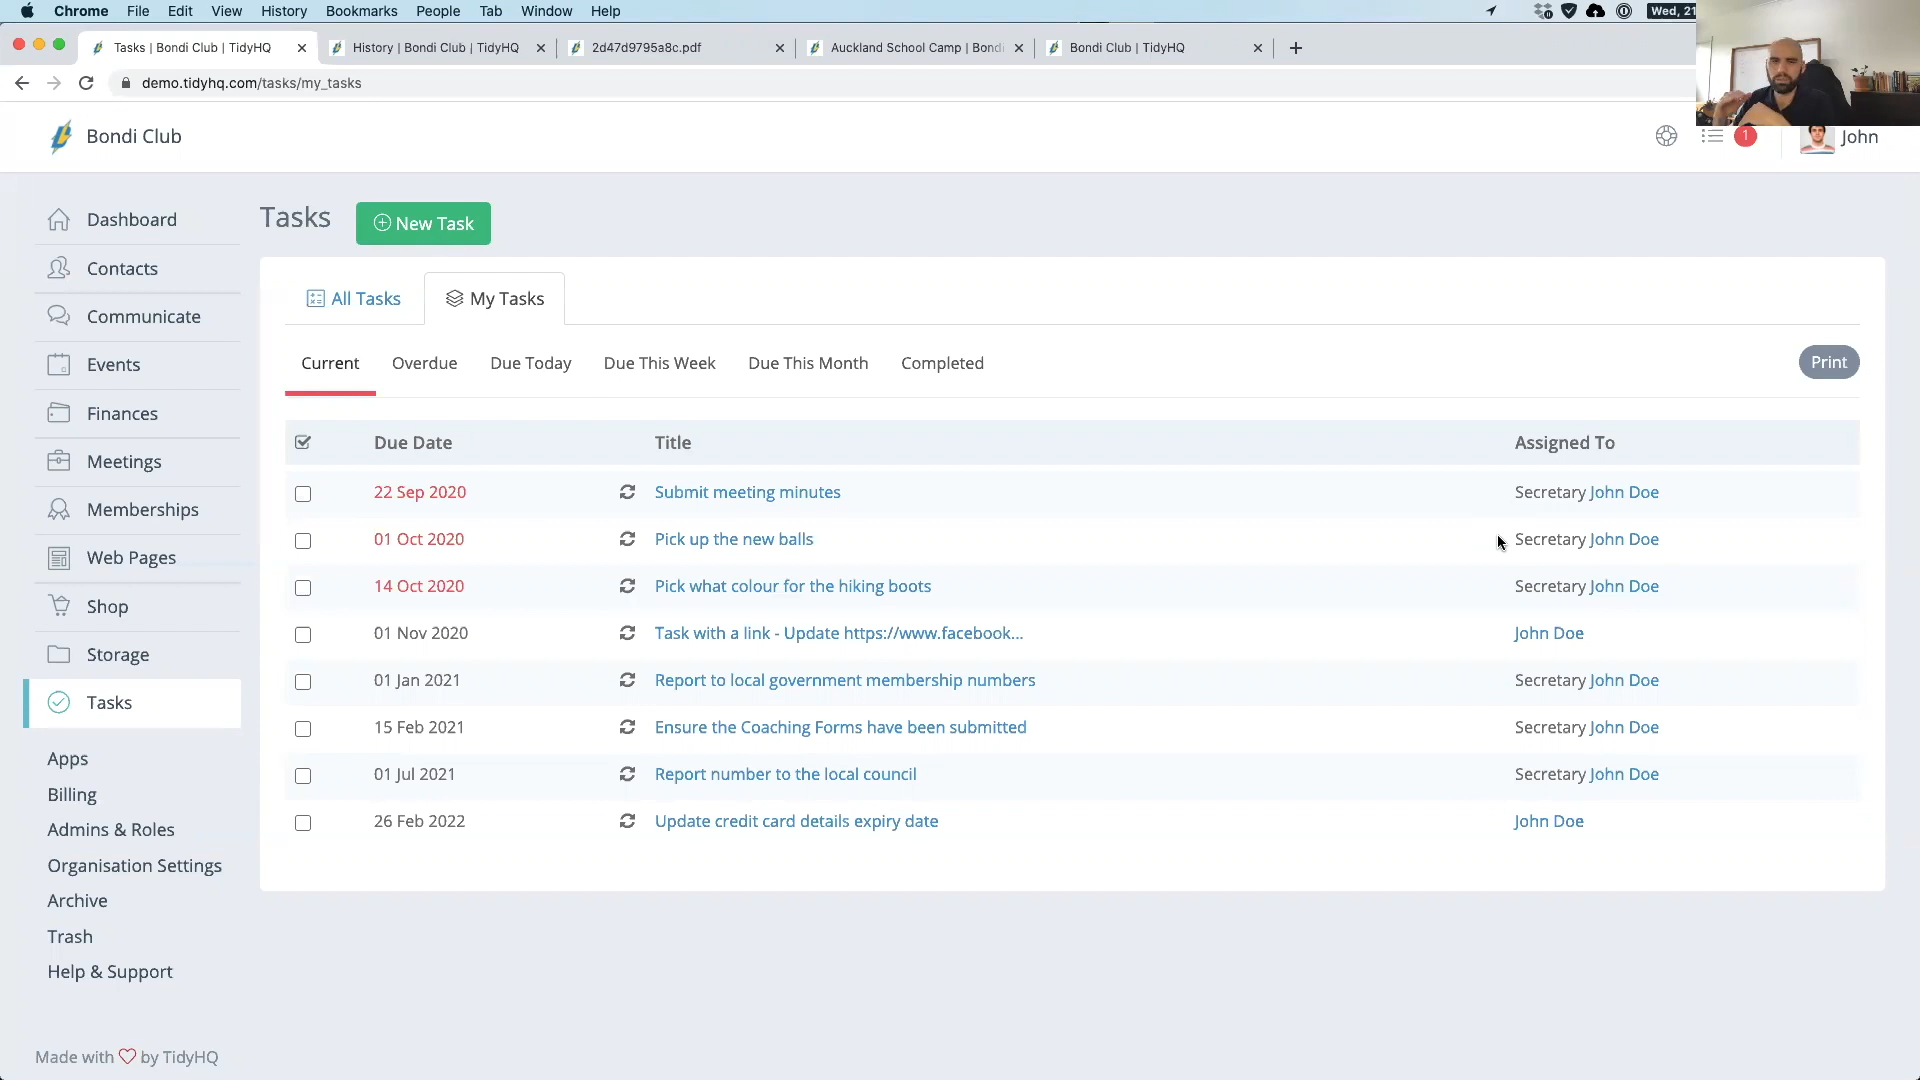 Chrome File Edit View History Bookmarks People Tab Window Help Wed, 21
Tasks | Bondi Club | TidyHQ History | Bondi Club | TidyHQ 2d47d9795a8c.pdf Auckland School Camp | Bondi Bondi Club | TidyHQ
demo.tidyhq.com/tasks/my_tasks
Bondi Club 1 John
Dashboard
Contacts
Communicate
Events
Finances
Meetings
Memberships
Web Pages
Shop
Storage
Tasks
Apps
Billing
Admins & Roles
Organisation Settings
Archive
Trash
Help & Support
Made with by TidyHQ
Tasks New Task
All Tasks My Tasks
Current Overdue Due Today Due This Week Due This Month Completed Print
Due Date Title Assigned To
22 Sep 2020 Submit meeting minutes Secretary John Doe
01 Oct 2020 Pick up the new balls Secretary John Doe
14 Oct 2020 Pick what colour for the hiking boots Secretary John Doe
01 Nov 2020 Task with a link - Update https://www.facebook... John Doe
01 Jan 2021 Report to local government membership numbers Secretary John Doe
15 Feb 2021 Ensure the Coaching Forms have been submitted Secretary John Doe
01 Jul 2021 Report number to the local council Secretary John Doe
26 Feb 2022 Update credit card details expiry date John Doe